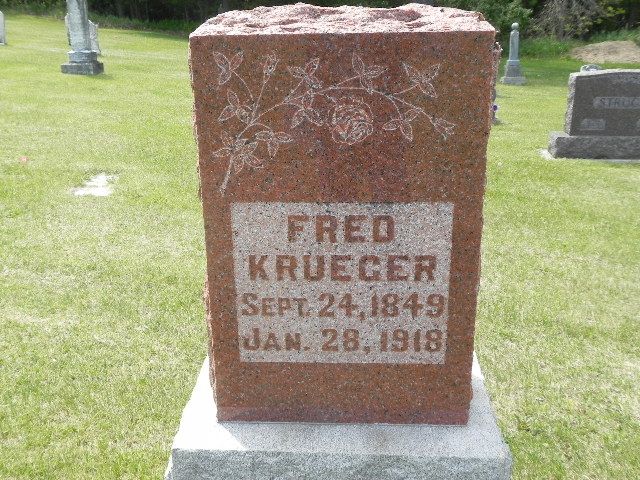 FRED
KRUEGER
SEPT. 24, 1849
JAN. 28, 1918